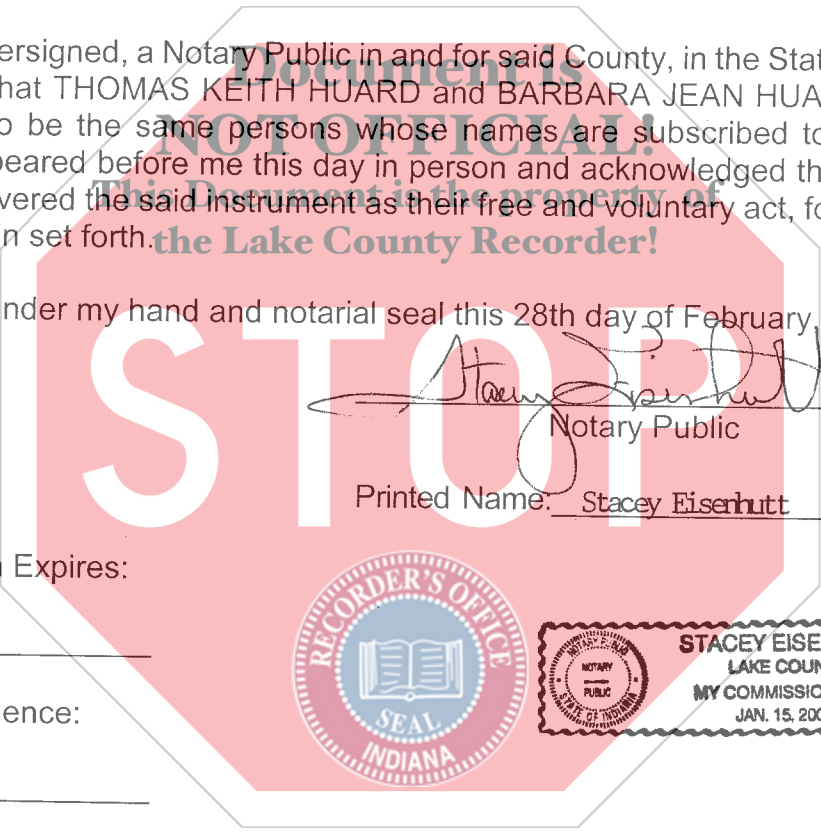 ersigned, a Notary Public in and for said County, in the Stat
hat THOMAS KEITH HUARD and BARBARA JEAN HUA
o be the same persons whose names are subscribed to
peared before me this day in person and acknowledged th
vered the said Instrument as their free and voluntary act, fo
n set forth.
Document is
NOT OFFICIAL!
This Document is the property of
the Lake County Recorder!
nder my hand and notarial seal this 28th day of February,
STOP
Stacey Eisenhutt
Notary Public
Printed Name: Stacey Eisenhutt
n Expires:
ence:
RECORDER'S OFFICE
SEAL
INDIANA
NOTARY PUBLIC
NOTARY
PUBLIC
STATE OF INDIANA
STACEY EISE
LAKE COUN
MY COMMISSIO
JAN. 15, 200